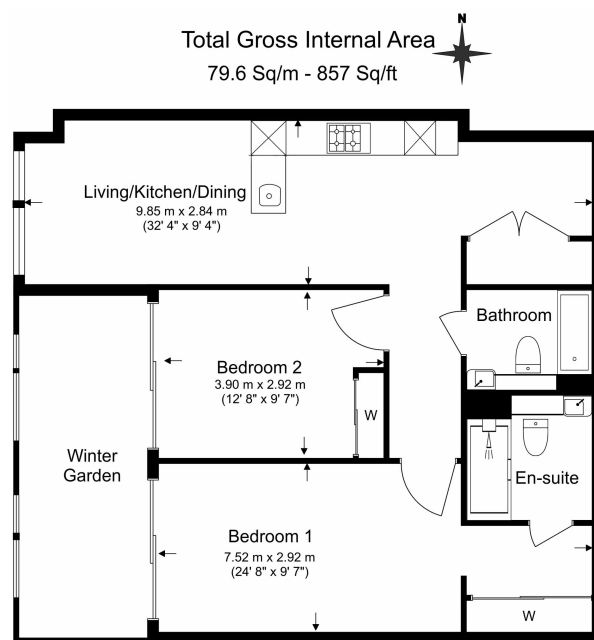 N
Total Gross Internal Area
79.6 Sq/m - 857 Sq/ft
Living/Kitchen/Dining
9.85 m x 2.84 m
(32' 4" x 9' 4")
Bathroom
Bedroom 2
3.90 m x 2.92 m
(12' 8" x 9' 7")
W
Winter
Garden
En-suite
Bedroom 1
7.52 m x 2.92 m
(24' 8" x 9' 7")
W